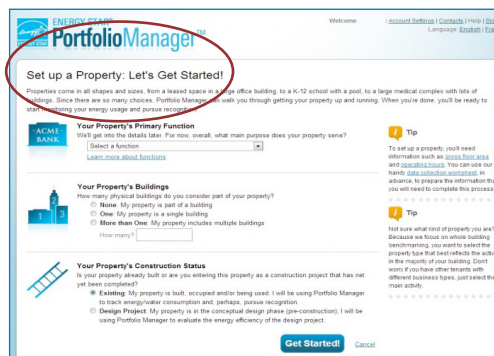 ENERGY STAR
PortfolioManager™
Welcome
| Account Settings | Contacts | Help |
Language: English |
Set up a Property: Let's Get Started!
Properties come in all shapes and sizes, from a leased space in a large office building, to a K-12 school with a pool, to a large medical complex with lots of
buildings. Since there are so many choices, Portfolio Manager can walk you through getting your property up and running. When you're done, you'll be ready to
start monitoring your energy usage and pursue recognition.
ACME
BANK
Your Property's Primary Function
We'll get into the details later. For now, overall, what main purpose does your property serve?
Select a function
Learn more about functions
1 2 3
Your Property's Buildings
How many physical buildings do you consider part of your property?
None: My property is part of a building
One: My property is a single building
More than One: My property includes multiple buildings
How many?
Your Property's Construction Status
Is your property already built or are you entering this property as a construction project that has not
yet been completed?
Existing: My property is built, occupied and/or being used. I will be using Portfolio Manager
to track energy/water consumption and, perhaps, pursue recognition.
Design Project: My property is in the conceptual design phase (pre-construction); I will be
using Portfolio Manager to evaluate the energy efficiency of the design project.
Get Started!
Cancel
Tip
To set up a property, you'll need
information such as gross floor area
and operating hours. You can use our
handy data collection worksheet, in
advance, to prepare the information tha
you will need to complete this process
Tip
Not sure what kind of property you are?
Because we focus on whole building
benchmarking, you want to select the
property type that best reflects the activ
in the majority of your building. Don't
worry if you have other tenants with
different business types, just select the
main activity.